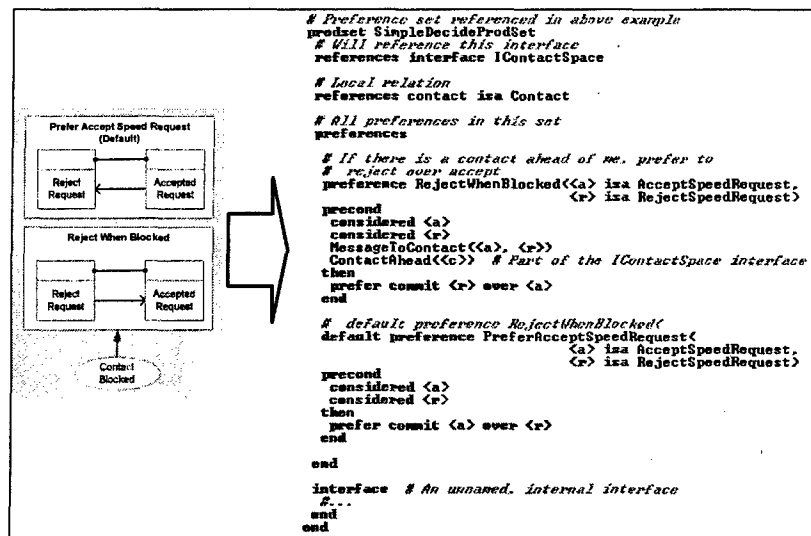 Prefer Accept Speed Request
(Default)
Reject
Request
Accepted
Request
Reject When Blocked
Reject
Request
Accepted
Request
Contact
Blocked
# Preference set referenced in above example
prodset SimpleDecideProdSet
# Will reference this interface
references interface IContactSpace
# Local relation
references contact isa Contact
# All preferences in this set
preferences
# If there is a contact ahead of me, prefer to
# reject over accept
preference RejectWhenBlocked(<a> isa AcceptSpeedRequest,
<r> isa RejectSpeedRequest)
precond
considered <a>
considered <r>
MessageToContact(<a>, <r>)
ContactAhead(<c>) # Part of the IContactSpace interface
then
prefer commit <r> over <a>
end
# default preference RejectWhenBlocked(
default preference PreferAcceptSpeedRequest(
<a> isa AcceptSpeedRequest,
<r> isa RejectSpeedRequest)
precond
considered <a>
considered <r>
then
prefer commit <a> over <r>
end
end
interface # An unnamed, internal interface
#...
end
end